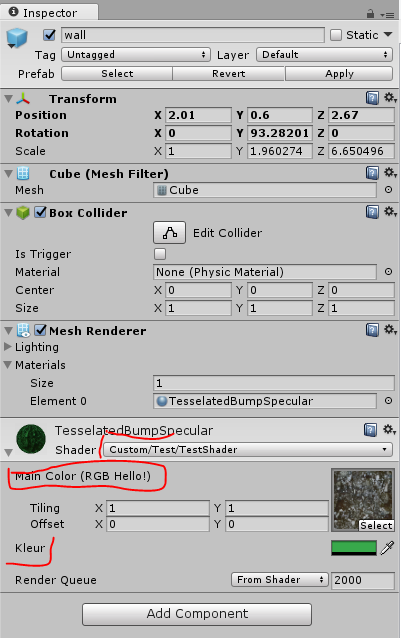 Inspector
wall Static
Tag Untagged Layer Default
Prefab Select Revert Apply
Transform
Position X 2.01 Y 0.6 Z 2.67
Rotation X 0 Y 93.28201 Z 0
Scale X 1 Y 1.960274 Z 6.650496
Cube (Mesh Filter)
Mesh Cube
Box Collider
Edit Collider
Is Trigger
Material None (Physic Material)
Center X 0 Y 0 Z 0
Size X 1 Y 1 Z 1
Mesh Renderer
Lighting
Materials
Size 1
Element 0 TesselatedBumpSpecular
TesselatedBumpSpecular
Shader Custom/Test/TestShader
Main Color (RGB Hello!)
Tiling X 1 Y 1
Offset X 0 Y 0
Select
Kleur
Render Queue From Shader 2000
Add Component